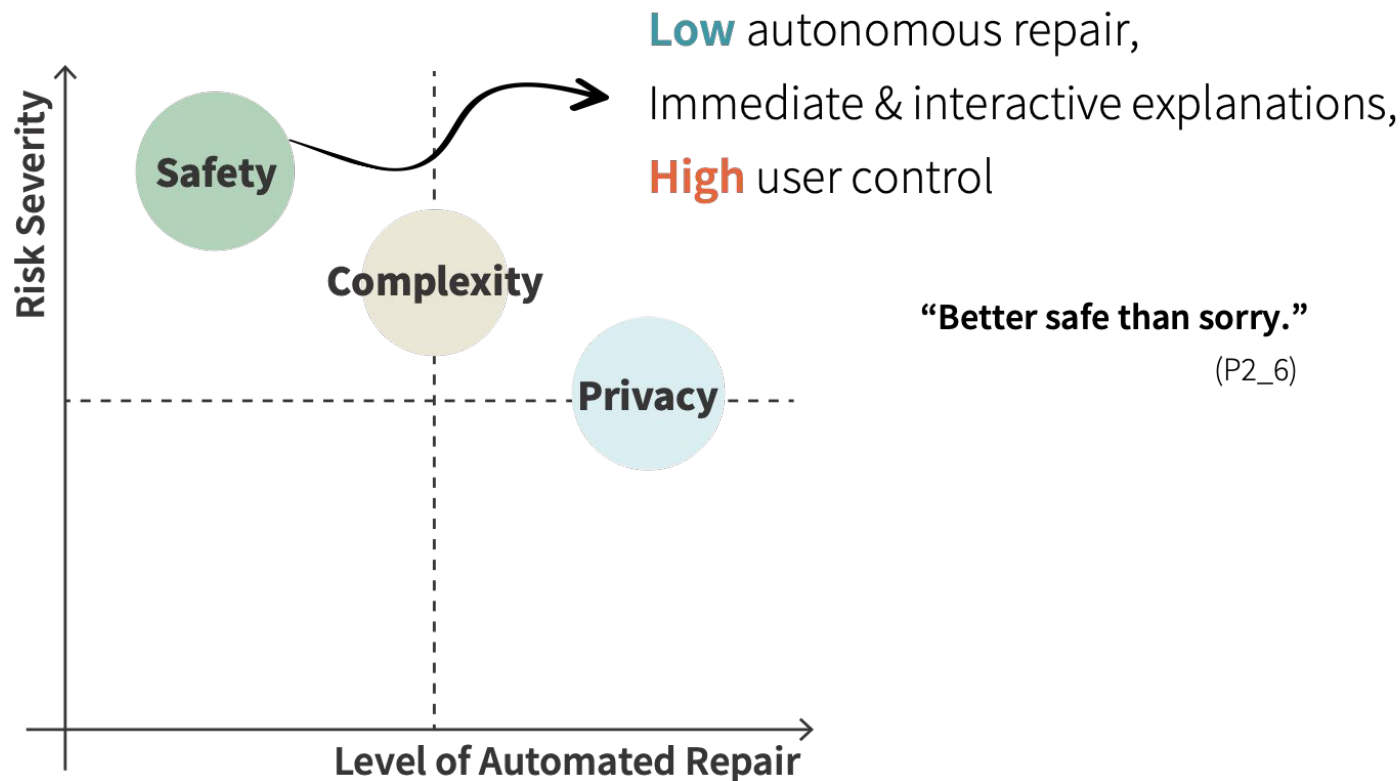 Low autonomous repair,
Immediate & interactive explanations,
High user control
Risk Severity
Safety
Complexity
“Better safe than sorry.”
(P2_6)
Privacy
Level of Automated Repair